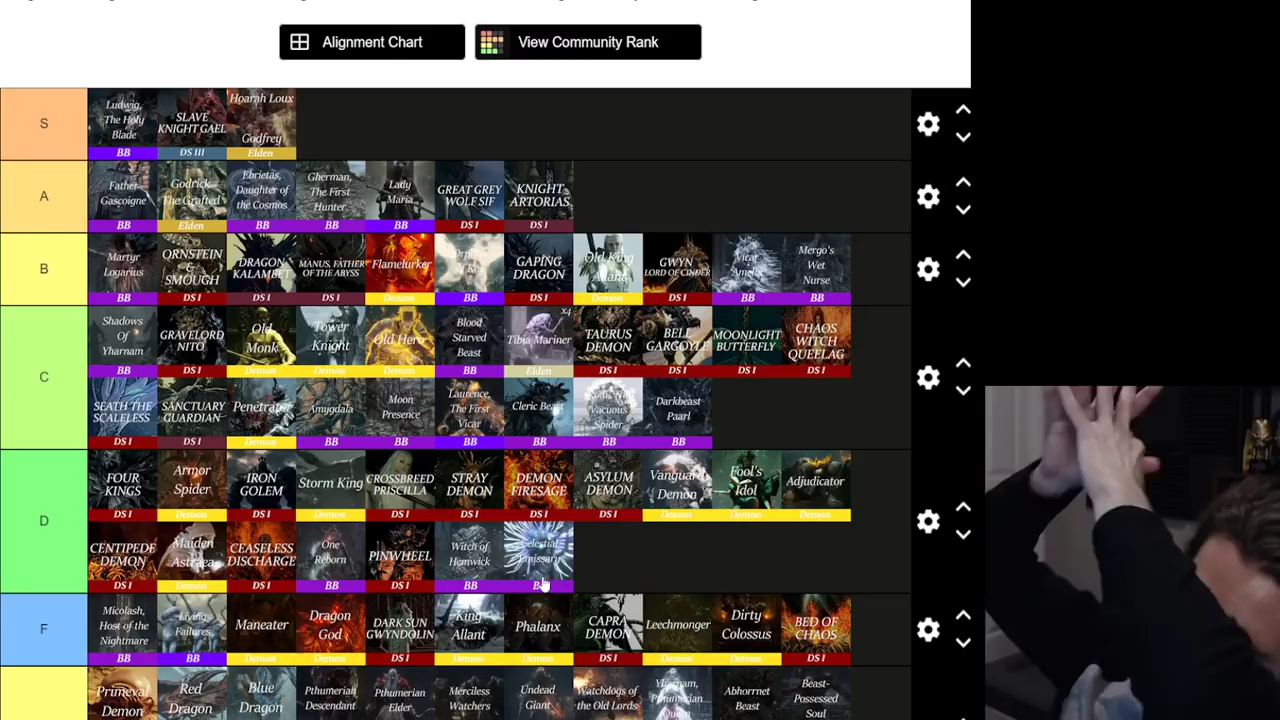 Alignment Chart
View Community Rank
S
Ludwig,
The Holy
Blade
BB
SLAVE
KNIGHT GAEL
DS III
Hoarah Loux
Godfrey
Elden
A
Father
Gascoigne
BB
Godrick
The Grafted
Elden
Ebrietas,
Daughter of
the Cosmos
BB
Gherman,
The First
Hunter
BB
Lady
Maria
BB
GREAT GREY
WOLF SIF
DS I
KNIGHT
ARTORIAS
DS I
B
Martyr
Logarius
BB
ORNSTEIN
&
SMOUGH
DS I
DRAGON
KALAMEET
DS I
MANUS, FATHER
OF THE ABYSS
DS I
Flamelurker
Demon
BB
GAPING
DRAGON
DS I
Old King
Allant
Demon
GWYN
LORD OF CINDER
DS I
Vicar
Amelia
BB
Mergo's
Wet
Nurse
BB
C
Shadows
Of
Yharnam
BB
GRAVELORD
NITO
DS I
Old
Monk
Demon
Tower
Knight
Demon
Old Hero
Demon
Blood
Starved
Beast
BB
x4
Tibia Mariner
Elden
TAURUS
DEMON
DS I
BELL
GARGOYLE
DS I
MOONLIGHT
BUTTERFLY
DS I
CHAOS
WITCH
QUEELAG
DS I
SEATH THE
SCALELESS
DS I
SANCTUARY
GUARDIAN
DS I
Penetrator
Demon
Amygdala
BB
Moon
Presence
BB
Laurence,
The First
Vicar
BB
Cleric Beast
BB
Vacuous
Spider
BB
Darkbeast
Paarl
BB
D
FOUR
KINGS
DS I
Armor
Spider
Demon
IRON
GOLEM
DS I
Storm King
Demon
CROSSBREED
PRISCILLA
DS I
STRAY
DEMON
DS I
DEMON
FIRESAGE
DS I
ASYLUM
DEMON
DS I
Vanguard
Demon
Demon
Fool's
Idol
Demon
Adjudicator
Demon
CENTIPEDE
DEMON
DS I
Maiden
Astraea
Demon
CEASELESS
DISCHARGE
DS I
One
Reborn
BB
PINWHEEL
DS I
Witch of
Hemwick
BB
Celestial
Emissary
F
Micolash,
Host of the
Nightmare
BB
Living
Failures
BB
Maneater
Demon
Dragon
God
Demon
DARK SUN
GWYNDOLIN
DS I
King
Allant
Demon
Phalanx
Demon
CAPRA
DEMON
DS I
Leechmonger
Demon
Dirty
Colossus
Demon
BED OF
CHAOS
DS I
Primeval
Demon
Red
Dragon
Blue
Dragon
Pthumerian
Descendant
Pthumerian
Elder
Merciless
Watchers
Undead
Giant
Watchdogs of
the Old Lords
Yharnam,
Pthumerian
Queen
Abhorrnet
Beast
Beast-
Possessed
Soul